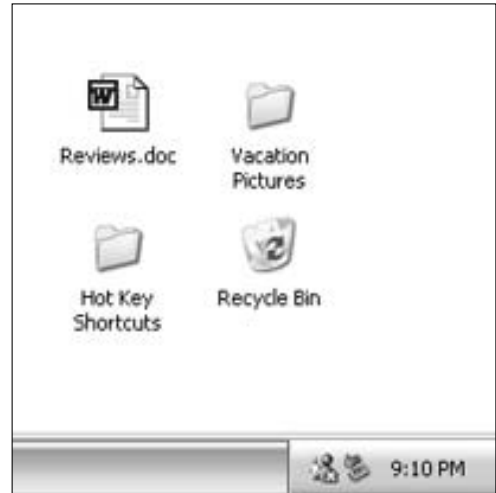 W
Reviews.doc
Vacation
Pictures
Hot Key
Shortcuts
Recycle Bin
9:10 PM